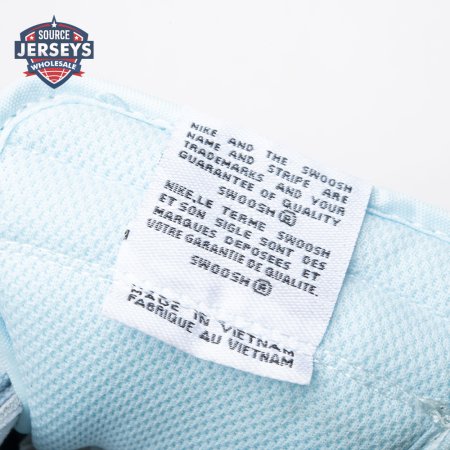 SOURCE
JERSEYS
WHOLESALE
NIKE AND THE SWOOSH
NAME AND STRIPE ARE
TRADEMARKS AND YOUR
GUARANTEE OF QUALITY
SWOOSH ®
NIKE, LE TERME SWOOSH
ET SON SIGLE SONT DES
MARQUES DEPOSEES ET
VOTRE GARANTIE DE QUALITE.
SWOOSH ®
MADE IN VIETNAM
FABRIQUE AU VIETNAM